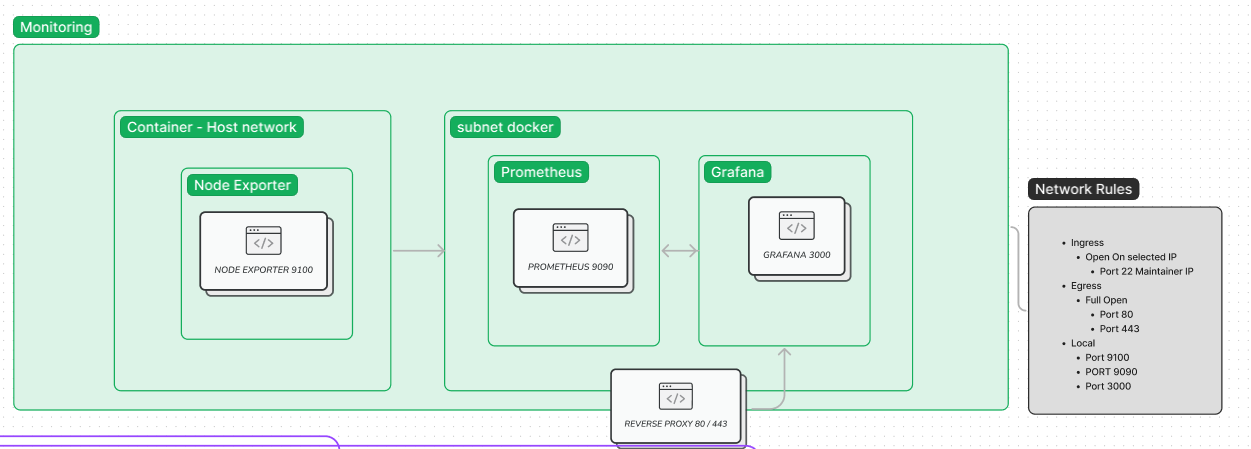 Monitoring
Container - Host network
Node Exporter
NODE EXPORTER 9100
subnet docker
Prometheus
PROMETHEUS 9090
Grafana
GRAFANA 3000
REVERSE PROXY 80 / 443
Network Rules
• Ingress
• Open On selected IP
• Port 22 Maintainer IP
• Egress
• Full Open
• Port 80
• Port 443
• Local
• Port 9100
• PORT 9090
• Port 3000